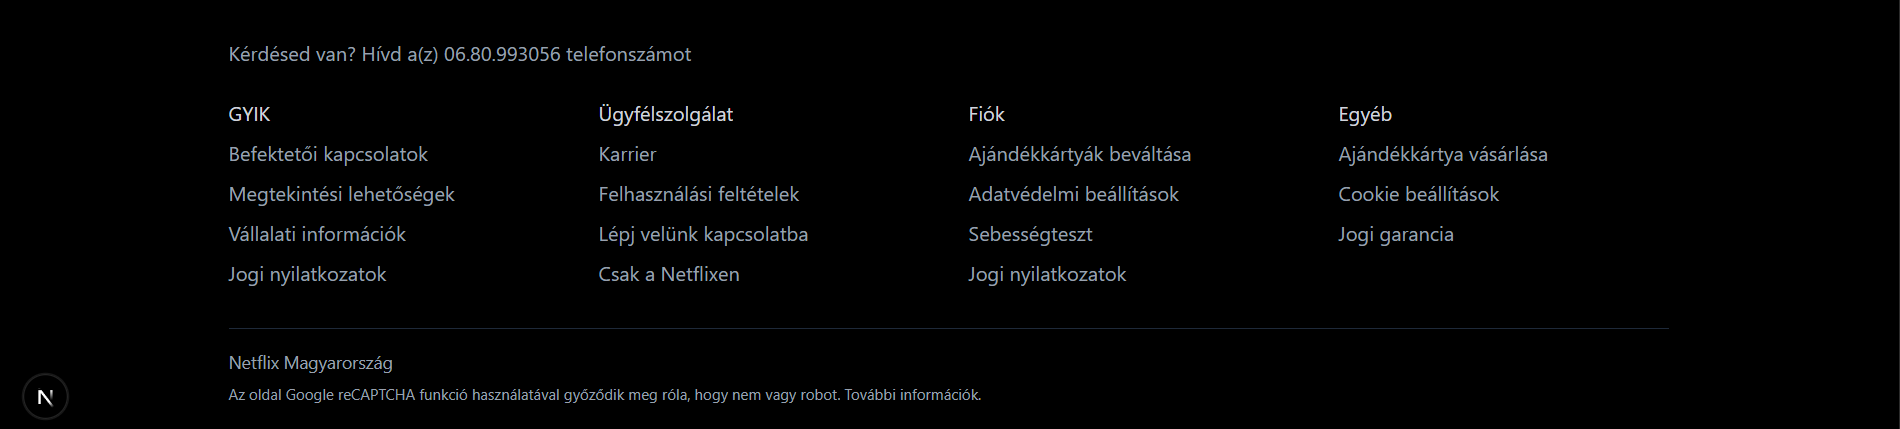 Kérdésed van? Hívd a(z) 06.80.993056 telefonszámot
GYIK
Befektetői kapcsolatok
Megtekintési lehetőségek
Vállalati információk
Jogi nyilatkozatok
Ügyfélszolgálat
Karrier
Felhasználási feltételek
Lépj velünk kapcsolatba
Csak a Netflixen
Fiók
Ajándékkártyák beváltása
Adatvédelmi beállítások
Sebességteszt
Jogi nyilatkozatok
Egyéb
Ajándékkártya vásárlása
Cookie beállítások
Jogi garancia
Netflix Magyarország
Az oldal Google reCAPTCHA funkció használatával győződik meg róla, hogy nem vagy robot. További információk.
N